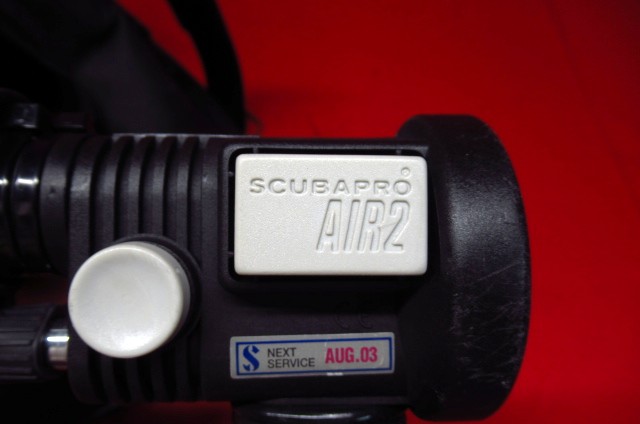 SCUBAPRO®
AIR2
S NEXT SERVICE AUG.03